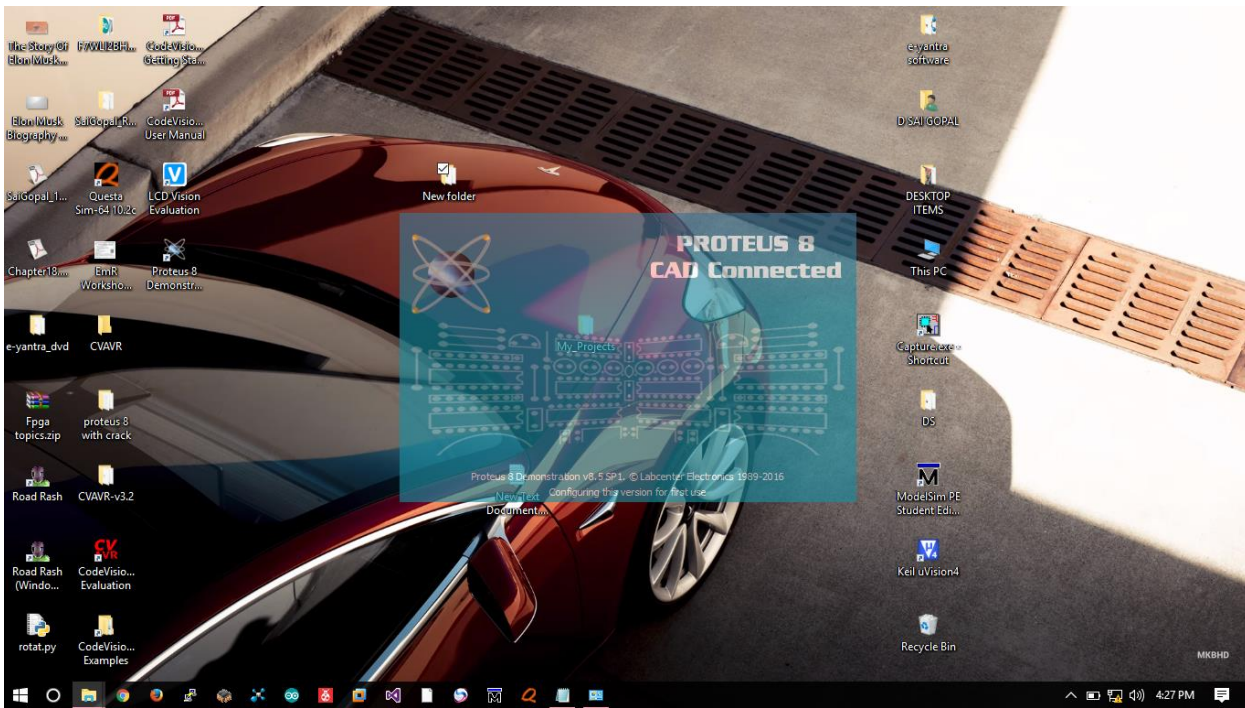 The Story Of
Elon Musk...
F7WLI2BH...
CodeVisio...
Getting Sta...
Elon Musk
Biography ...
SaiGopal_R...
CodeVisio...
User Manual
SaiGopal_1...
Questa
Sim-64 10.2c
LCD Vision
Evaluation
Chapter18....
EmR
Worksho...
Proteus 8
Demonstr...
e-yantra_dvd
CVAVR
Fpga
topics.zip
proteus 8
with crack
Road Rash
CVAVR-v3.2
Road Rash
(Windo...
CodeVisio...
Evaluation
rotat.py
CodeVisio...
Examples
New folder
PROTEUS 8
CAD Connected
My_Projects
Proteus 8 Demonstration v8.5 SP1. © Labcenter Electronics 1989-2016
Configuring this version for first use
New Text
Document...
e-yantra
software
D SAI GOPAL
DESKTOP
ITEMS
This PC
Capture.exe -
Shortcut
DS
ModelSim PE
Student Edi...
Keil uVision4
Recycle Bin
MKBHD
4:27 PM